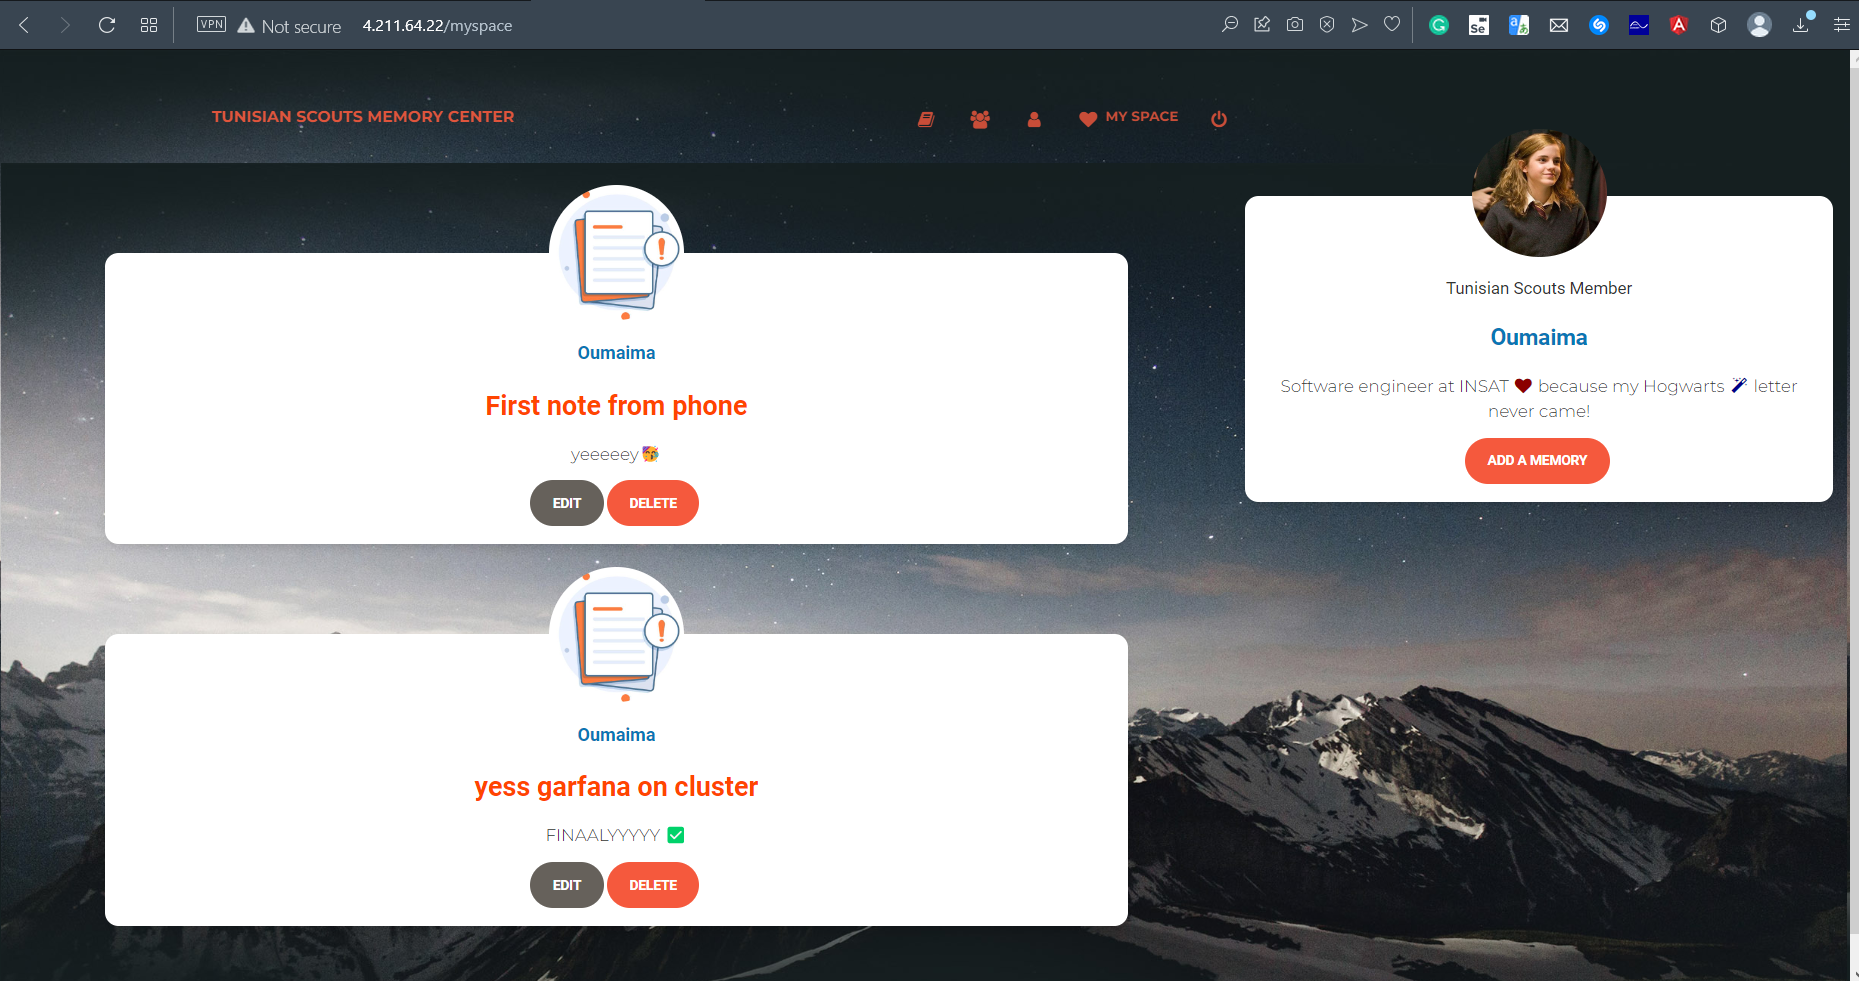 VPN
Not secure
4.211.64.22/myspace
TUNISIAN SCOUTS MEMORY CENTER
MY SPACE
Oumaima
First note from phone
yeeeeey🥳
EDIT
DELETE
Oumaima
yess garfana on cluster
FINAALYYYYY ✅
EDIT
DELETE
Tunisian Scouts Member
Oumaima
Software engineer at INSAT ♥ because my Hogwarts letter
never came!
ADD A MEMORY